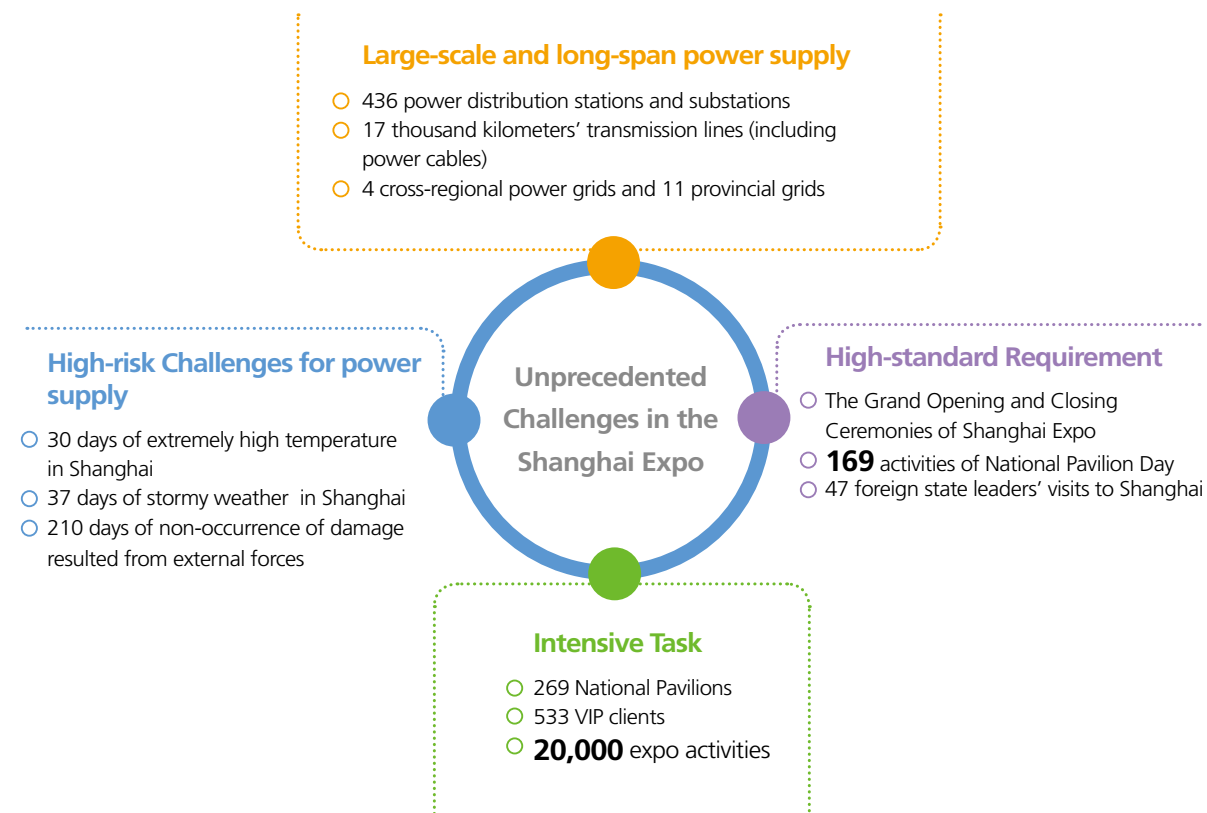 Large-scale and long-span power supply
436 power distribution stations and substations
17 thousand kilometers’ transmission lines (including
power cables)
4 cross-regional power grids and 11 provincial grids
High-risk Challenges for power
supply
30 days of extremely high temperature
in Shanghai
37 days of stormy weather in Shanghai
210 days of non-occurrence of damage
resulted from external forces
Unprecedented
Challenges in the
Shanghai Expo
High-standard Requirement
The Grand Opening and Closing
Ceremonies of Shanghai Expo
169 activities of National Pavilion Day
47 foreign state leaders’ visits to Shanghai
Intensive Task
269 National Pavilions
533 VIP clients
20,000 expo activities